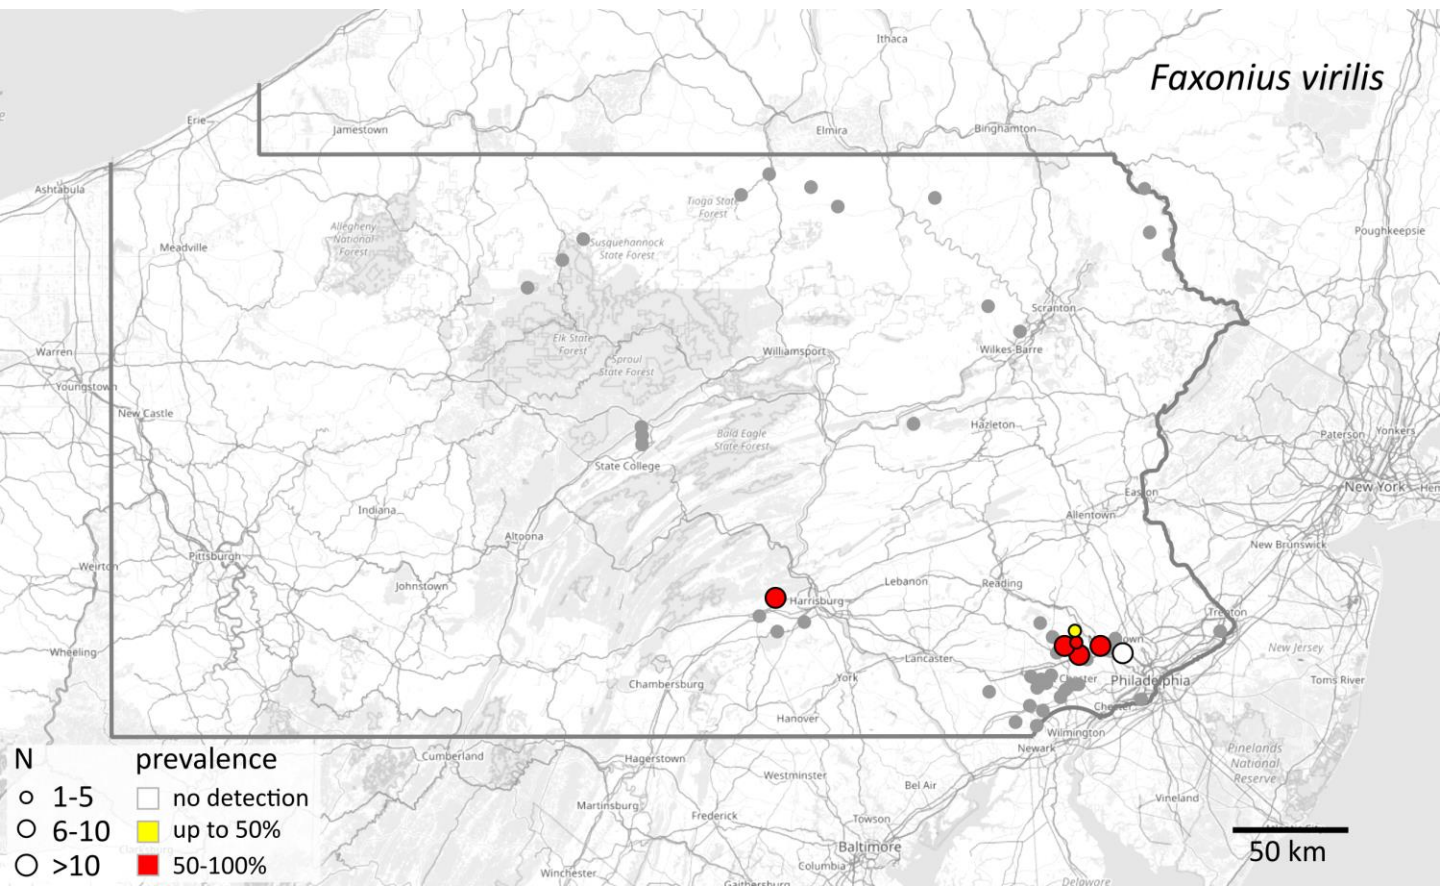 Ithaca
Faxonius virilis
Erie
Jamestown
Elmira
Binghamton
Ashtabula
Tioga State
Forest
Allegheny
National
Forest
Meadville
Susquehannock
State Forest
Poughkeepsie
Scranton
Warren
Elk State
Forest
Sproul
State Forest
Williamsport
Wilkes-Barre
Youngstown
New Castle
Bald Eagle
State Forest
Hazleton
Paterson
Yonkers
State College
Easton
New York
Hem
Indiana
Allentown
Altoona
New Brunswick
Pittsburgh
Weirton
Johnstown
Lebanon
Reading
Harrisburg
Trenton
town
New Jersey
Wheeling
Lancaster
Chambersburg
York
Chester
Philadelphia
Toms River
Hanover
Chester
Wilmington
Newark
Pinelands
National
Reserve
N
prevalence
Cumberland
Hagerstown
Westminster
Bel Air
1-5
no detection
Martinsburg
Vineland
6-10
up to 50%
Frederick
Towson
Clarksburg
Baltimore
50 km
>10
50-100%
Winchester
Columbia
Gaithersburg
Delaware